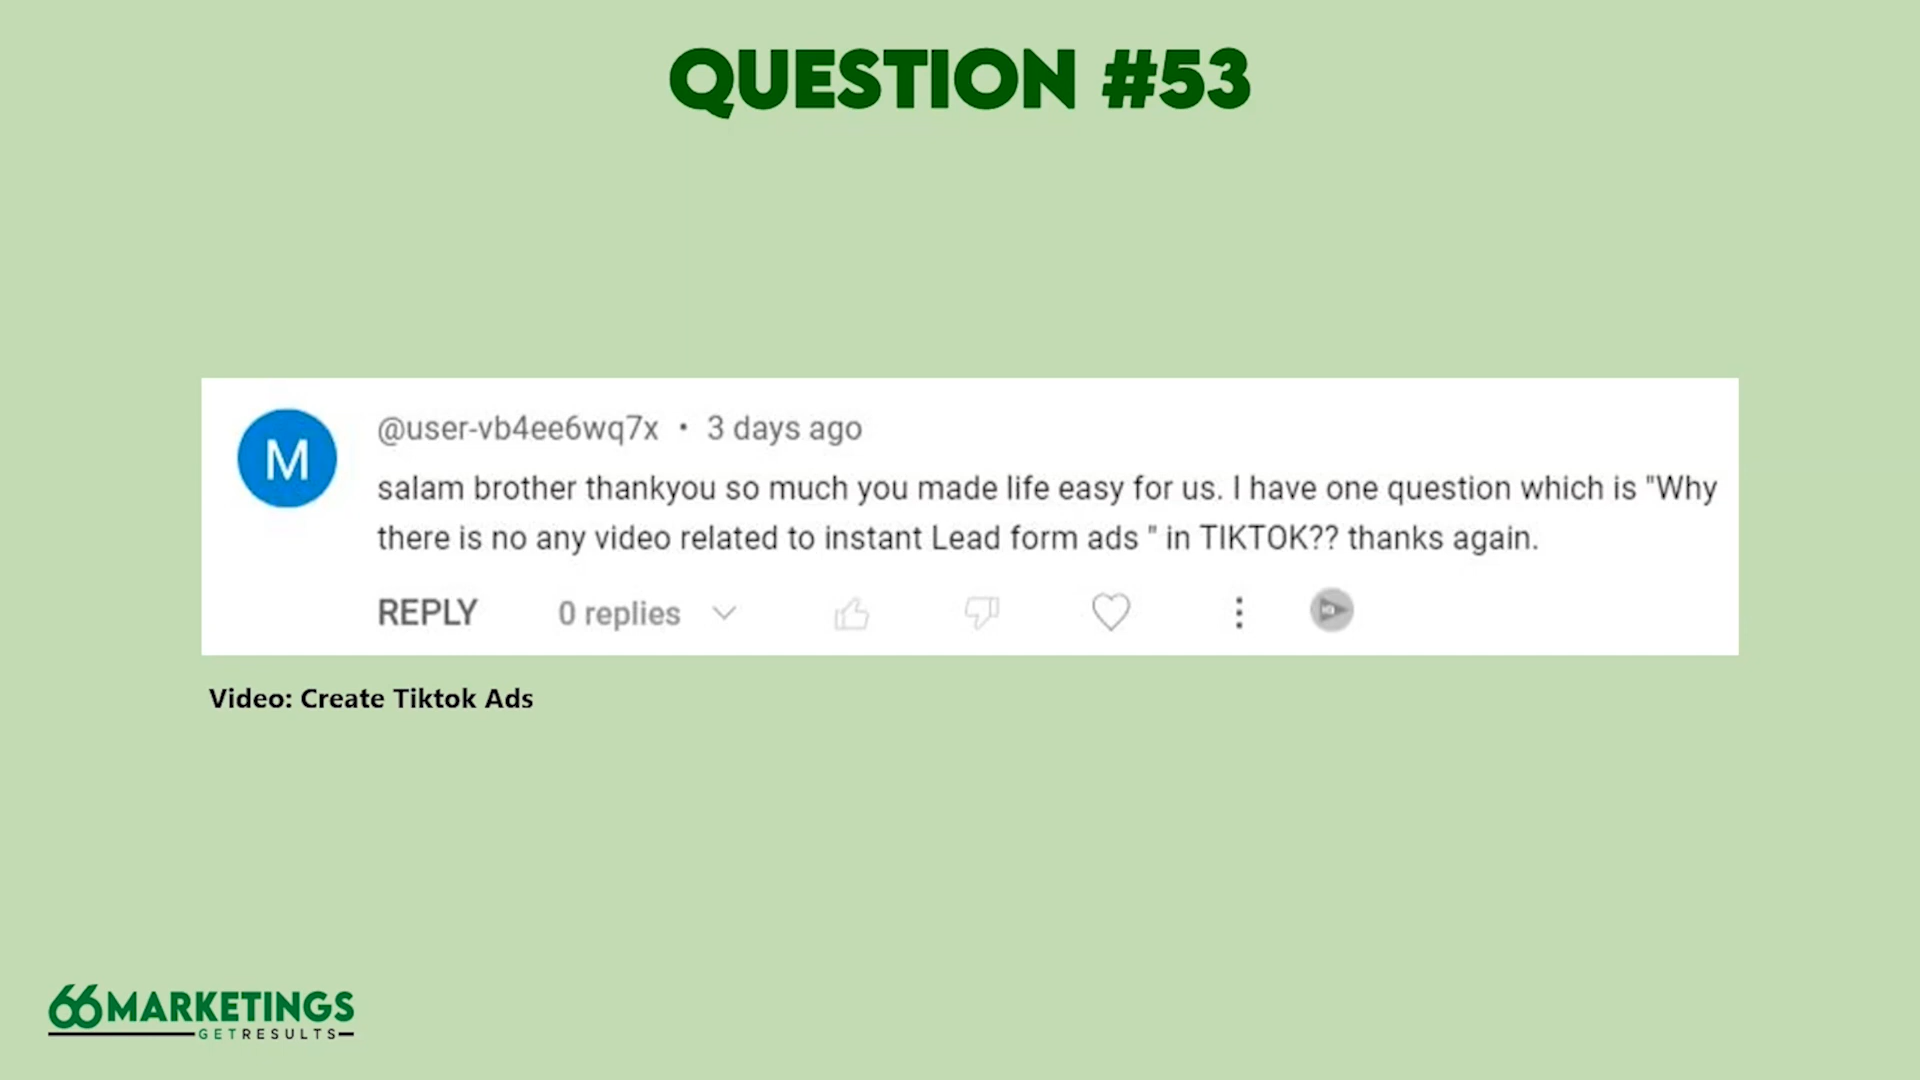 QUESTION #53
M
@user-vb4ee6wq7x • 3 days ago
salam brother thankyou so much you made life easy for us. I have one question which is "Why
there is no any video related to instant Lead form ads " in TIKTOK?? thanks again.
REPLY 0 replies
Video: Create Tiktok Ads
66MARKETINGS
GETRESULTS